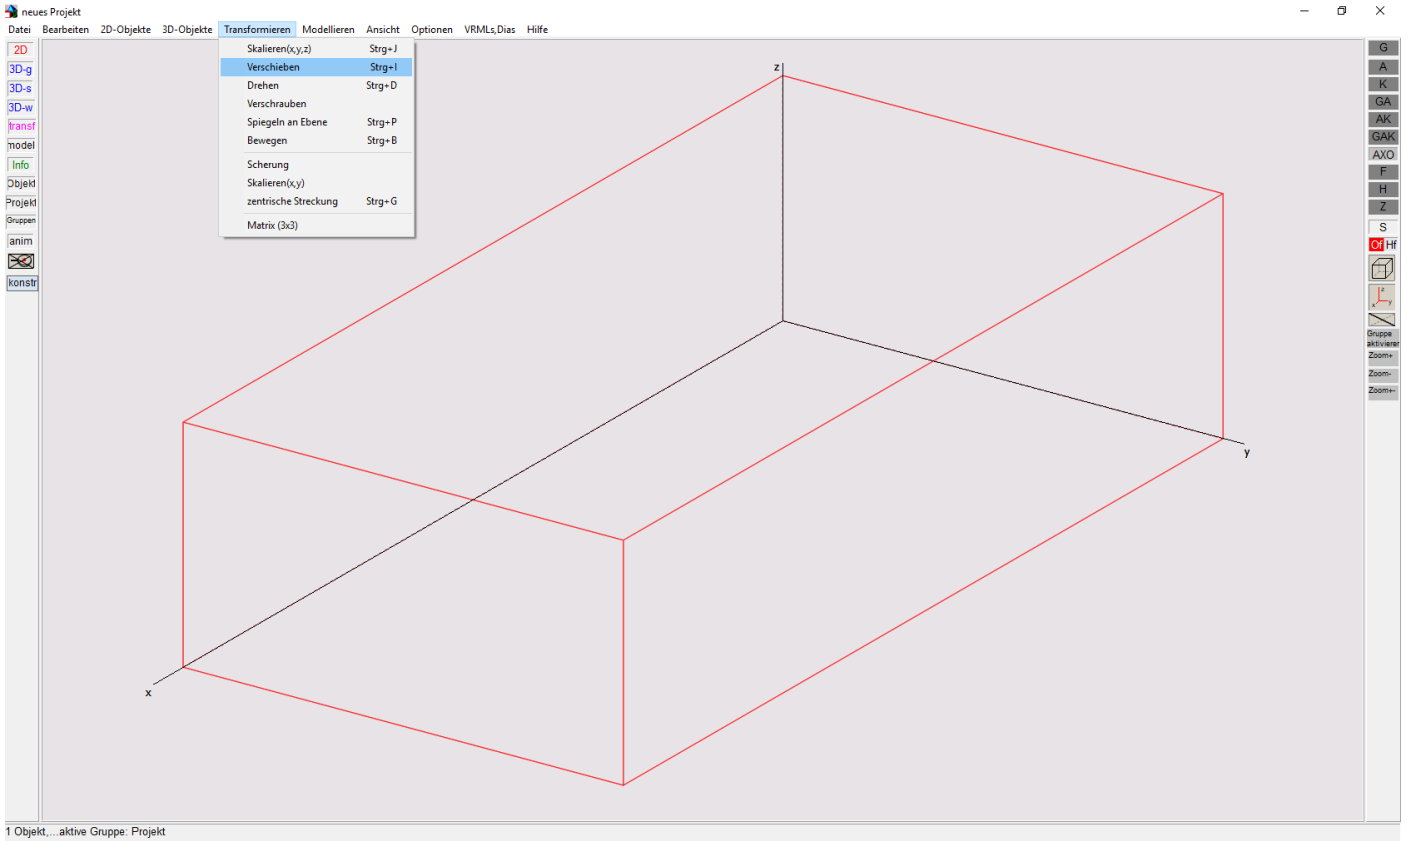 neues Projekt
Datei Bearbeiten 2D-Objekte 3D-Objekte Transformieren Modellieren Ansicht Optionen VRMLs,Dias Hilfe
Skalieren(x,y,z) Strg+J
Verschieben Strg+I
Drehen Strg+D
Verschrauben
Spiegeln an Ebene Strg+P
Bewegen Strg+B
Scherung
Skalieren(x,y)
zentrische Streckung Strg+G
Matrix (3x3)
2D
3D-g
3D-s
3D-w
transf
model
Info
Objekt
Projekt
Gruppen
anim
konstr
z
y
x
G
A
K
GA
AK
GAK
AXO
F
H
Z
S
Of Hf
z
x y
Gruppe
aktivieren
Zoom+
Zoom-
Zoom+-
1 Objekt,...aktive Gruppe: Projekt